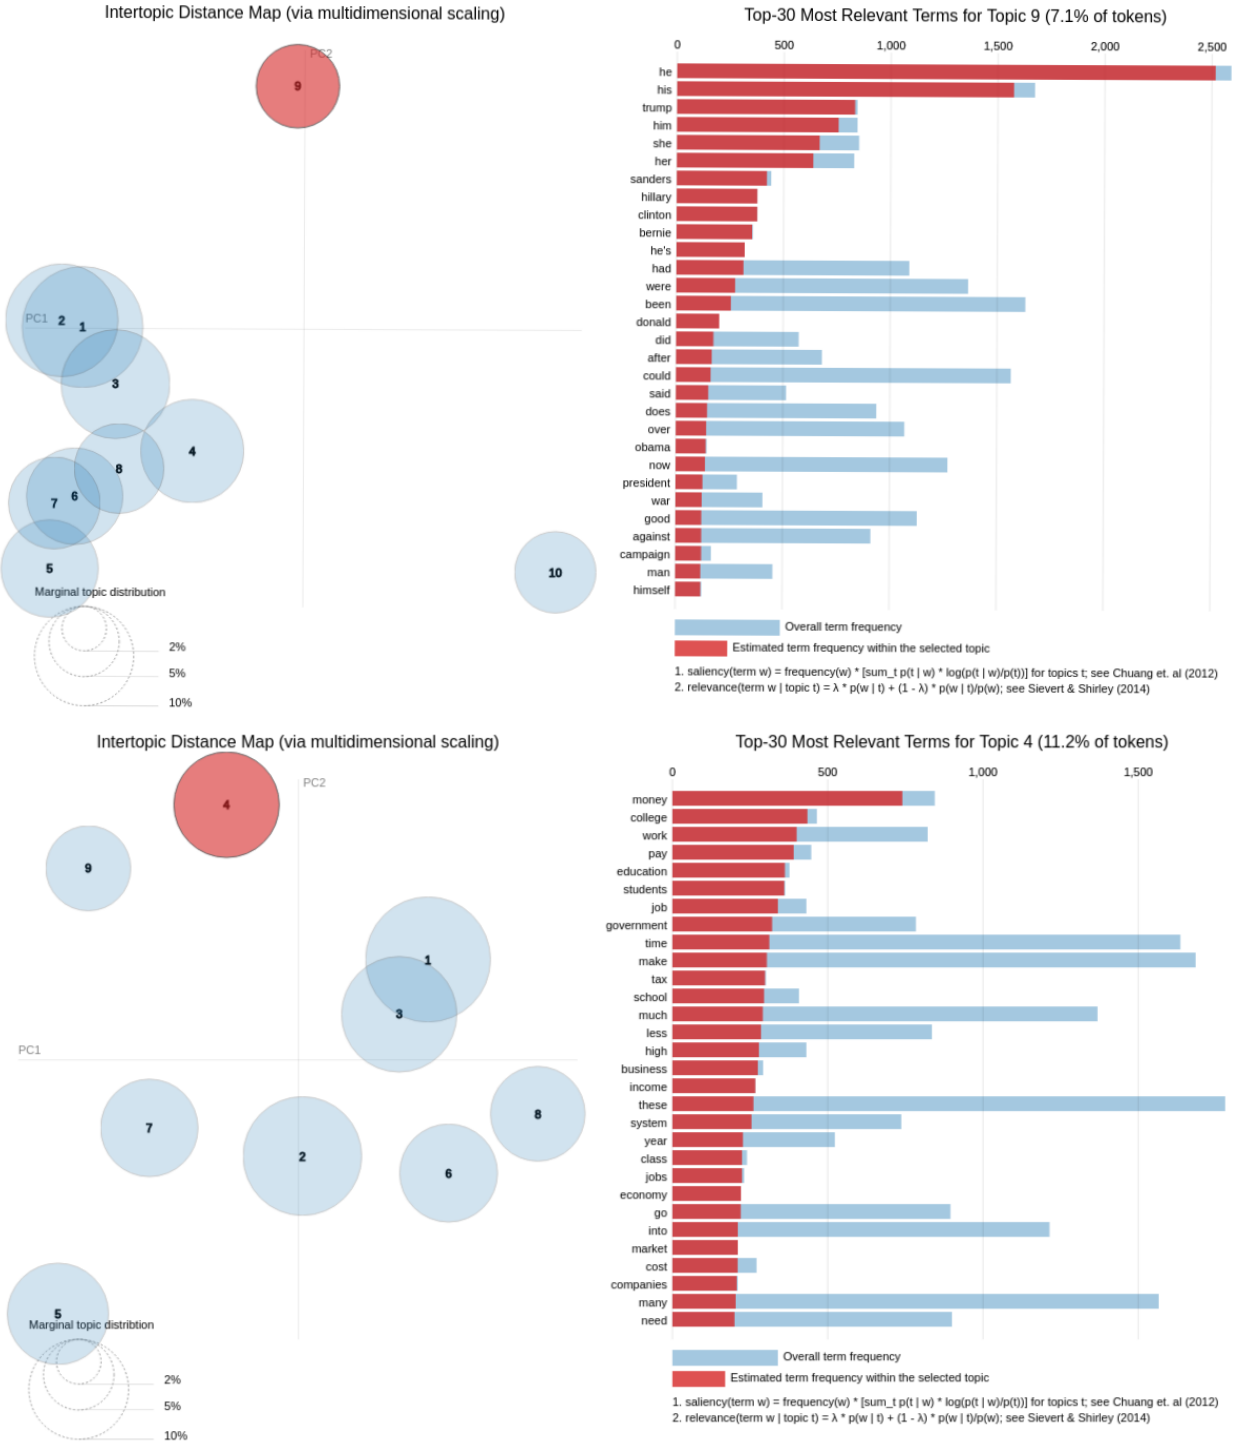 Intertopic Distance Map (via multidimensional scaling)
PC2
9
PC1
2
1
3
4
8
6
7
5
10
Marginal topic distribution
2%
5%
10%
Top-30 Most Relevant Terms for Topic 9 (7.1% of tokens)
0 500 1,000 1,500 2,000 2,500
he
his
trump
him
she
her
sanders
hillary
clinton
bernie
he's
had
were
been
donald
did
after
could
said
does
over
obama
now
president
war
good
against
campaign
man
himself
Overall term frequency
Estimated term frequency within the selected topic
1. saliency(term w) = frequency(w) * [sum_t p(t | w) * log(p(t | w)/p(t))] for topics t; see Chuang et. al (2012)
2. relevance(term w | topic t) = λ * p(w | t) + (1 - λ) * p(w | t)/p(w); see Sievert & Shirley (2014)
Intertopic Distance Map (via multidimensional scaling)
4
PC2
9
1
3
PC1
7
2
8
6
5
Marginal topic distribtion
2%
5%
10%
Top-30 Most Relevant Terms for Topic 4 (11.2% of tokens)
0 500 1,000 1,500
money
college
work
pay
education
students
job
government
time
make
tax
school
much
less
high
business
income
these
system
year
class
jobs
economy
go
into
market
cost
companies
many
need
Overall term frequency
Estimated term frequency within the selected topic
1. saliency(term w) = frequency(w) * [sum_t p(t | w) * log(p(t | w)/p(t))] for topics t; see Chuang et. al (2012)
2. relevance(term w | topic t) = λ * p(w | t) + (1 - λ) * p(w | t)/p(w); see Sievert & Shirley (2014)